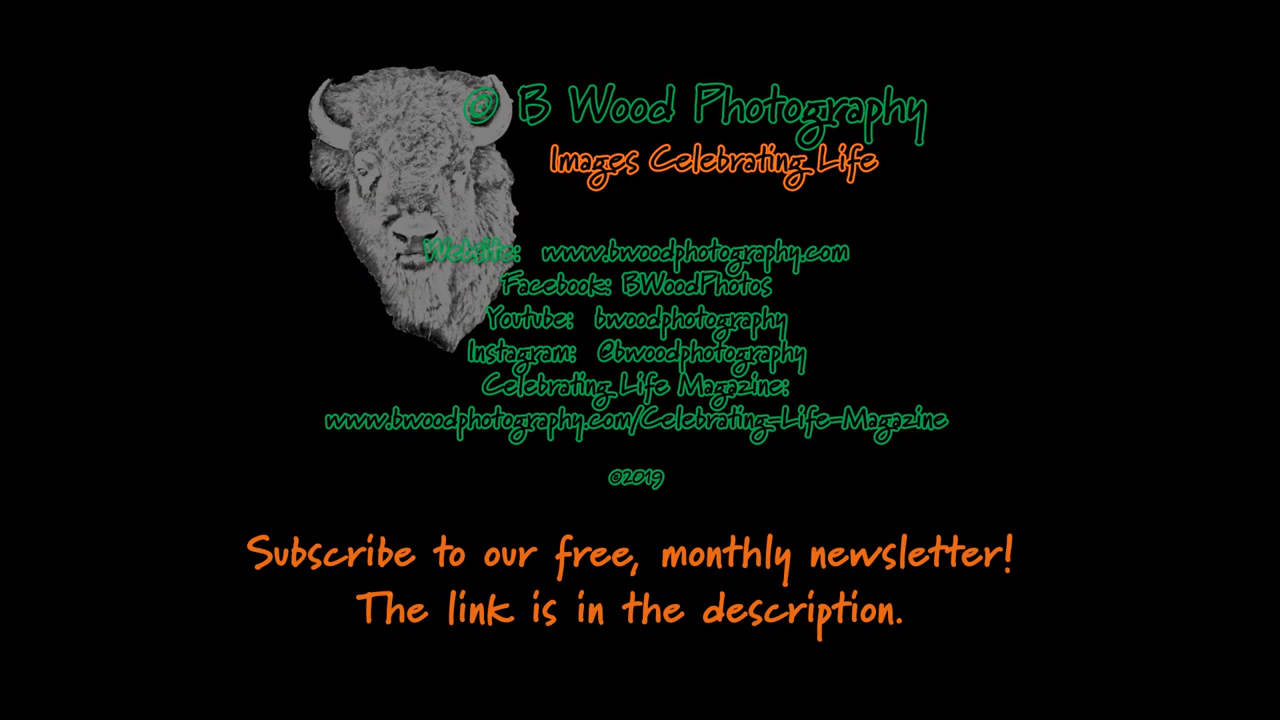 © B Wood Photography
Images Celebrating Life
Website: www.bwoodphotography.com
Facebook: BWoodPhotos
Youtube: bwoodphotography
Instagram: @bwoodphotography
Celebrating Life Magazine:
www.bwoodphotography.com/Celebrating-Life-Magazine
©2019
Subscribe to our free, monthly newsletter!
The link is in the description.